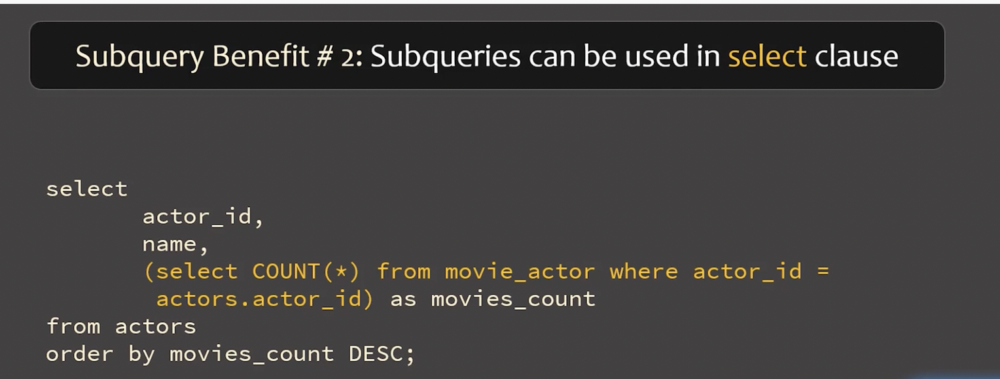 Subquery Benefit # 2: Subqueries can be used in select clause
select
actor_id,
name,
(select COUNT(*) from movie_actor where actor_id =
actors.actor_id) as movies_count
from actors
order by movies_count DESC;